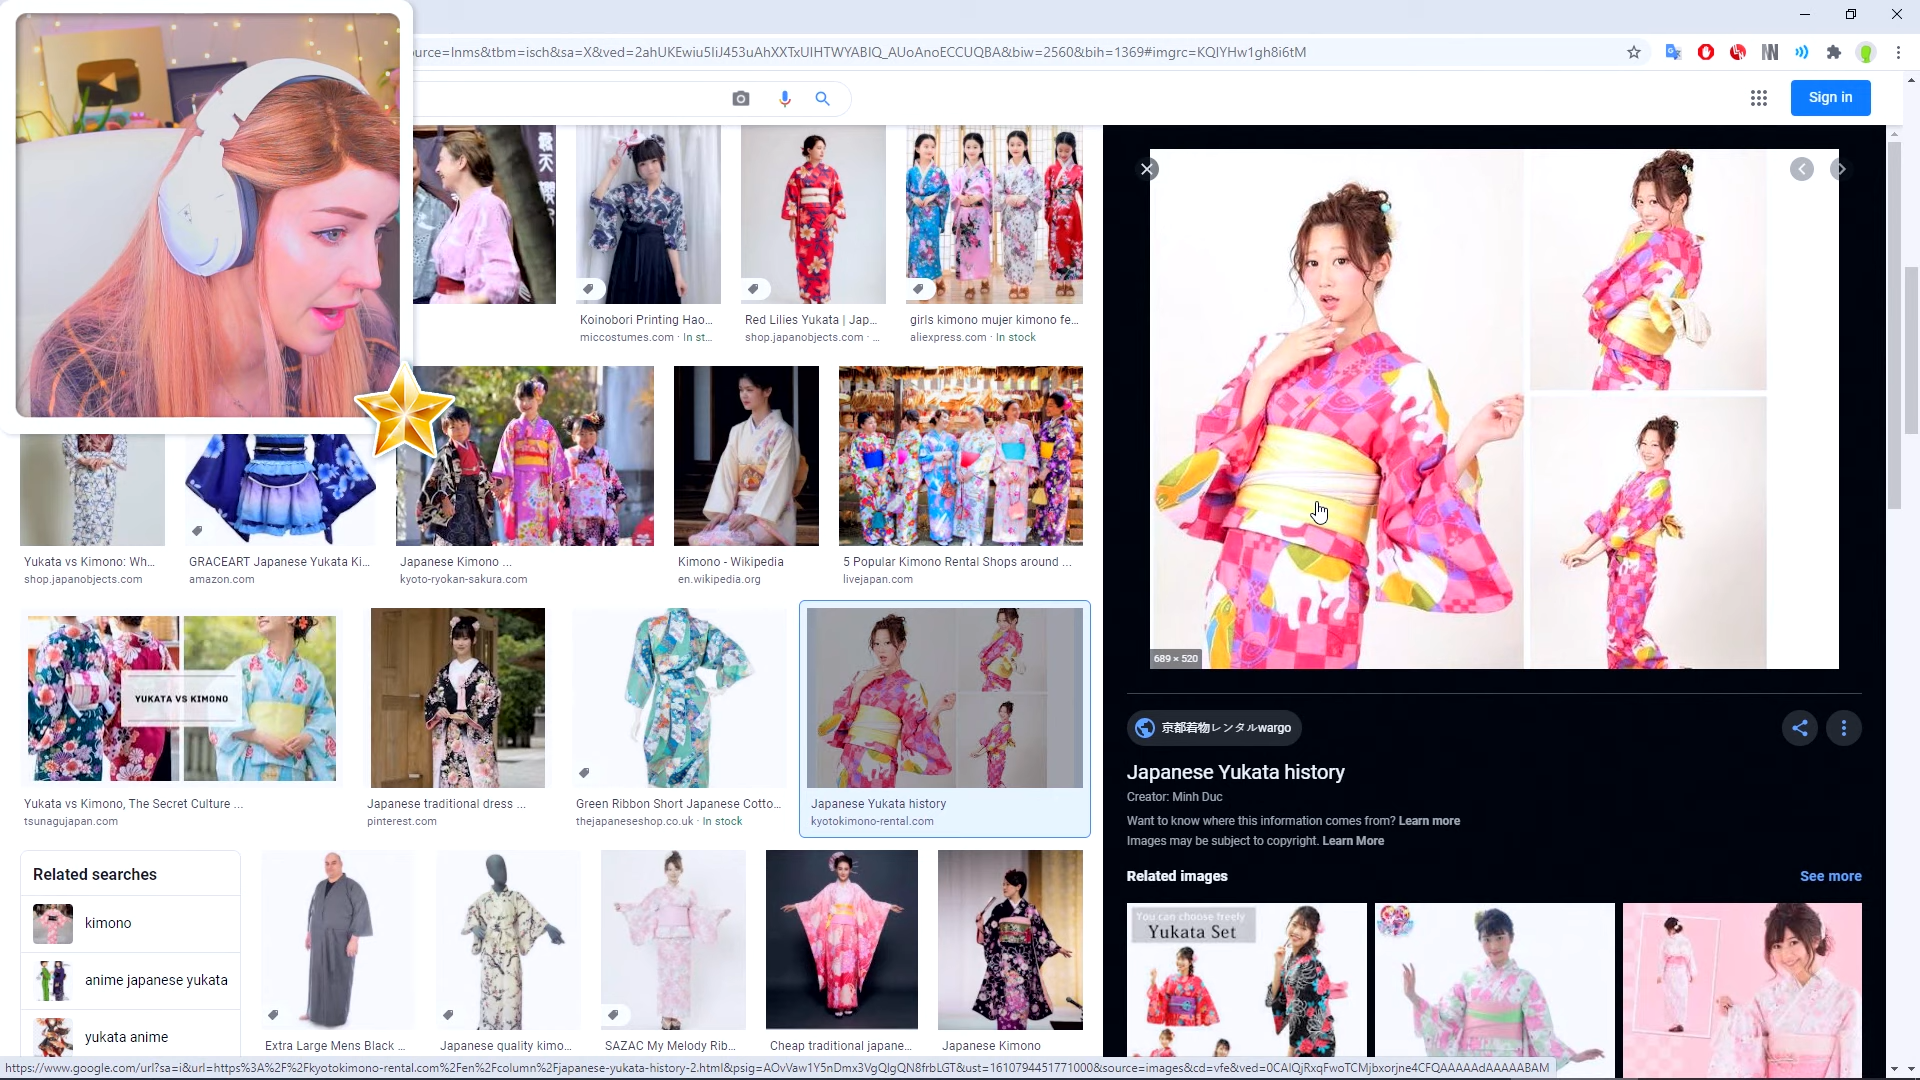 ource=lnms&tbm=isch&sa=X&ved=2ahUKEwiu5IiJ453uAhXXTxUIHTWYABIQ_AUoAnoECCUQBA&biw=2560&bih=1369#imgrc=KQIYHw1gh8i6tM
Sign in
Koinobori Printing Hao...
miccostumes.com · In st...
Red Lilies Yukata | Jap...
shop.japanobjects.com · ...
girls kimono mujer kimono fe...
aliexpress.com · In stock
Yukata vs Kimono: Wh...
shop.japanobjects.com
GRACEART Japanese Yukata Ki...
amazon.com
Japanese Kimono ...
kyoto-ryokan-sakura.com
Kimono - Wikipedia
en.wikipedia.org
5 Popular Kimono Rental Shops around ...
livejapan.com
YUKATA VS KIMONO
Yukata vs Kimono, The Secret Culture ...
tsunagujapan.com
Japanese traditional dress ...
pinterest.com
Green Ribbon Short Japanese Cotto...
thejapaneseshop.co.uk · In stock
Japanese Yukata history
kyotokimono-rental.com
Related searches
kimono
anime japanese yukata
yukata anime
Extra Large Mens Black ...
Japanese quality kimo...
SAZAC My Melody Rib...
Cheap traditional japane...
Japanese Kimono
689 × 520
京都着物レンタルwargo
Japanese Yukata history
Creator: Minh Duc
Want to know where this information comes from? Learn more
Images may be subject to copyright. Learn More
Related images
See more
You can choose freely
Yukata Set
https://www.google.com/url?sa=i&url=https%3A%2F%2Fkyotokimono-rental.com%2Fen%2Fcolumn%2Fjapanese-yukata-history-2.html&psig=AOvVaw1Y5nDmx3VgQlgQN8frbLGT&ust=1610794451771000&source=images&cd=vfe&ved=0CAIQjRxqFwoTCMjbxorjne4CFQAAAAAdAAAAABAM